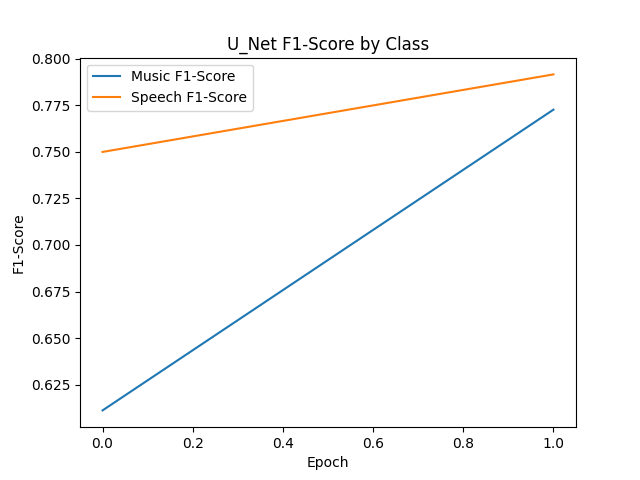 U_Net F1-Score by Class
Music F1-Score
Speech F1-Score
0.800
0.775
0.750
0.725
0.700
0.675
0.650
0.625
F1-Score
0.0 0.2 0.4 0.6 0.8 1.0
Epoch